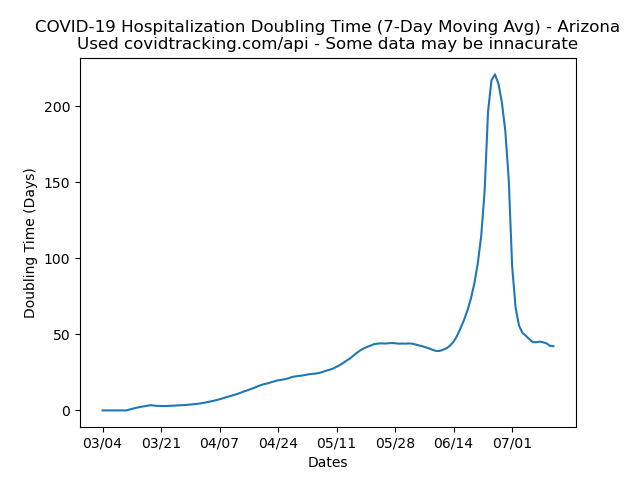 COVID-19 Hospitalization Doubling Time (7-Day Moving Avg) - Arizona
Used covidtracking.com/api - Some data may be innacurate
Doubling Time (Days)
200
150
100
50
0
03/04 03/21 04/07 04/24 05/11 05/28 06/14 07/01
Dates